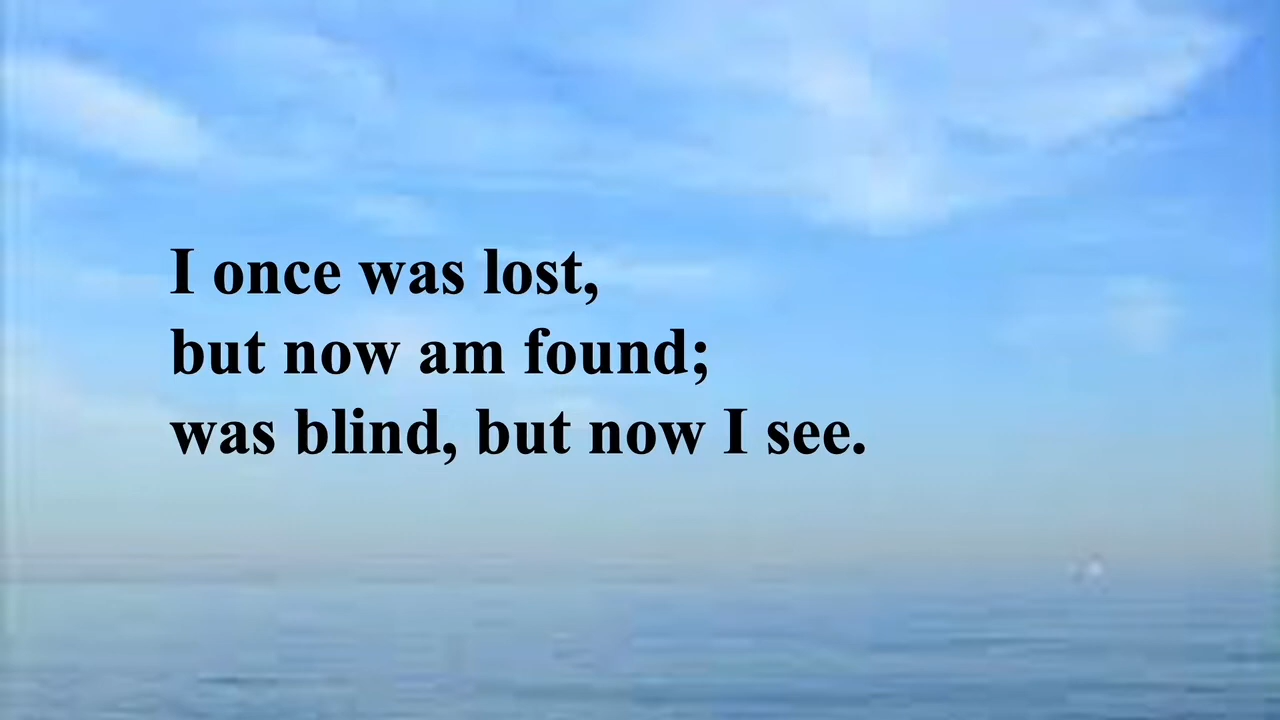 I once was lost,
but now am found;
was blind, but now I see.